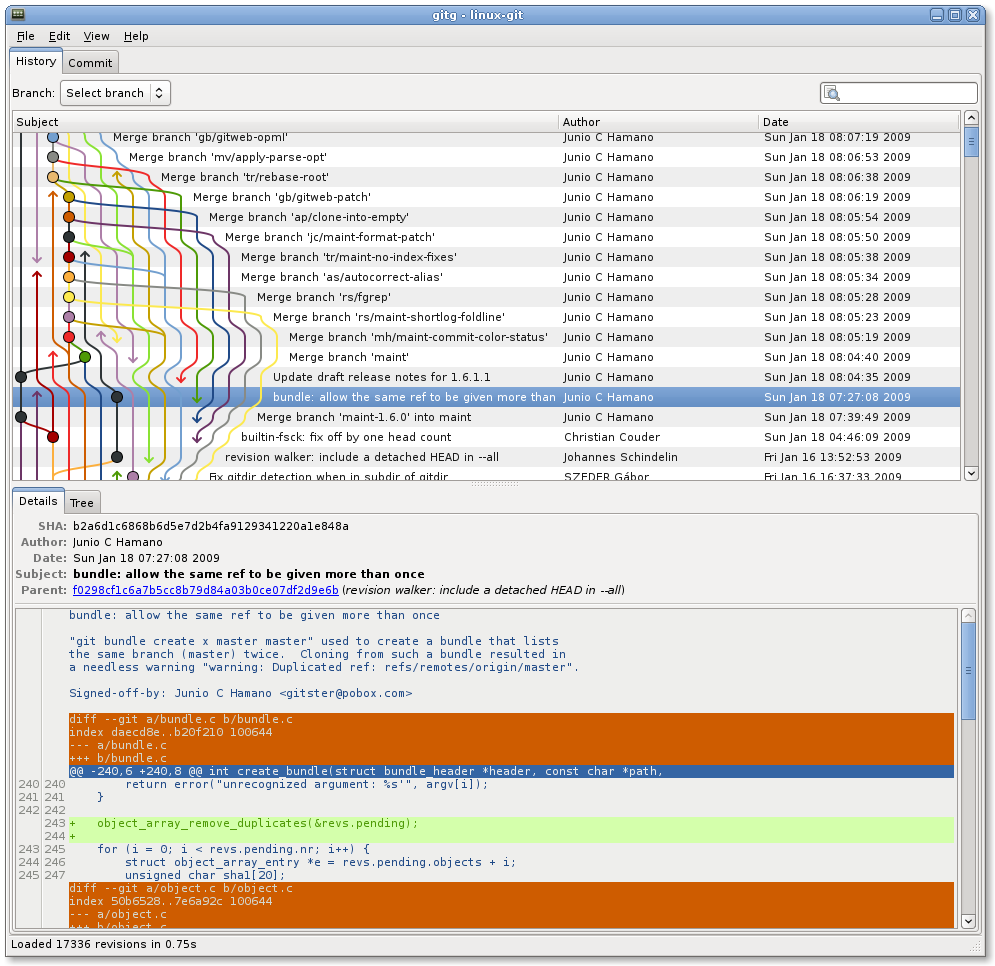 gitg - linux-git
File Edit View Help
History Commit
Branch: Select branch
Subject Author Date
Merge branch 'gb/gitweb-opml' Junio C Hamano Sun Jan 18 08:07:19 2009
Merge branch 'mv/apply-parse-opt' Junio C Hamano Sun Jan 18 08:06:53 2009
Merge branch 'tr/rebase-root' Junio C Hamano Sun Jan 18 08:06:38 2009
Merge branch 'gb/gitweb-patch' Junio C Hamano Sun Jan 18 08:06:19 2009
Merge branch 'ap/clone-into-empty' Junio C Hamano Sun Jan 18 08:05:54 2009
Merge branch 'jc/maint-format-patch' Junio C Hamano Sun Jan 18 08:05:50 2009
Merge branch 'tr/maint-no-index-fixes' Junio C Hamano Sun Jan 18 08:05:38 2009
Merge branch 'as/autocorrect-alias' Junio C Hamano Sun Jan 18 08:05:34 2009
Merge branch 'rs/fgrep' Junio C Hamano Sun Jan 18 08:05:28 2009
Merge branch 'rs/maint-shortlog-foldline' Junio C Hamano Sun Jan 18 08:05:23 2009
Merge branch 'mh/maint-commit-color-status' Junio C Hamano Sun Jan 18 08:05:19 2009
Merge branch 'maint' Junio C Hamano Sun Jan 18 08:04:40 2009
Update draft release notes for 1.6.1.1 Junio C Hamano Sun Jan 18 08:04:35 2009
bundle: allow the same ref to be given more than Junio C Hamano Sun Jan 18 07:27:08 2009
Merge branch 'maint-1.6.0' into maint Junio C Hamano Sun Jan 18 07:39:49 2009
builtin-fsck: fix off by one head count Christian Couder Sun Jan 18 04:46:09 2009
revision walker: include a detached HEAD in --all Johannes Schindelin Fri Jan 16 13:52:53 2009
Fix gitdir detection when in subdir of gitdir SZEDER Gábor Fri Jan 16 16:37:33 2009
Details Tree
SHA: b2a6d1c6868b6d5e7d2b4fa9129341220a1e848a
Author: Junio C Hamano
Date: Sun Jan 18 07:27:08 2009
Subject: bundle: allow the same ref to be given more than once
Parent: f0298cf1c6a7b5cc8b79d84a03b0ce07df2d9e6b (revision walker: include a detached HEAD in --all)
bundle: allow the same ref to be given more than once
"git bundle create x master master" used to create a bundle that lists
the same branch (master) twice.  Cloning from such a bundle resulted in
a needless warning "warning: Duplicated ref: refs/remotes/origin/master".
Signed-off-by: Junio C Hamano <gitster@pobox.com>
diff --git a/bundle.c b/bundle.c
index daecd8e..b20f210 100644
--- a/bundle.c
+++ b/bundle.c
@@ -240,6 +240,8 @@ int create_bundle(struct bundle_header *header, const char *path,
240 240 return error("unrecognized argument: %s'", argv[i]);
241 241 }
242 242
243 + object_array_remove_duplicates(&revs.pending);
244 +
243 245 for (i = 0; i < revs.pending.nr; i++) {
244 246 struct object_array_entry *e = revs.pending.objects + i;
245 247 unsigned char sha1[20];
diff --git a/object.c b/object.c
index 50b6528..7e6a92c 100644
--- a/object.c
+++ b/object.c
Loaded 17336 revisions in 0.75s